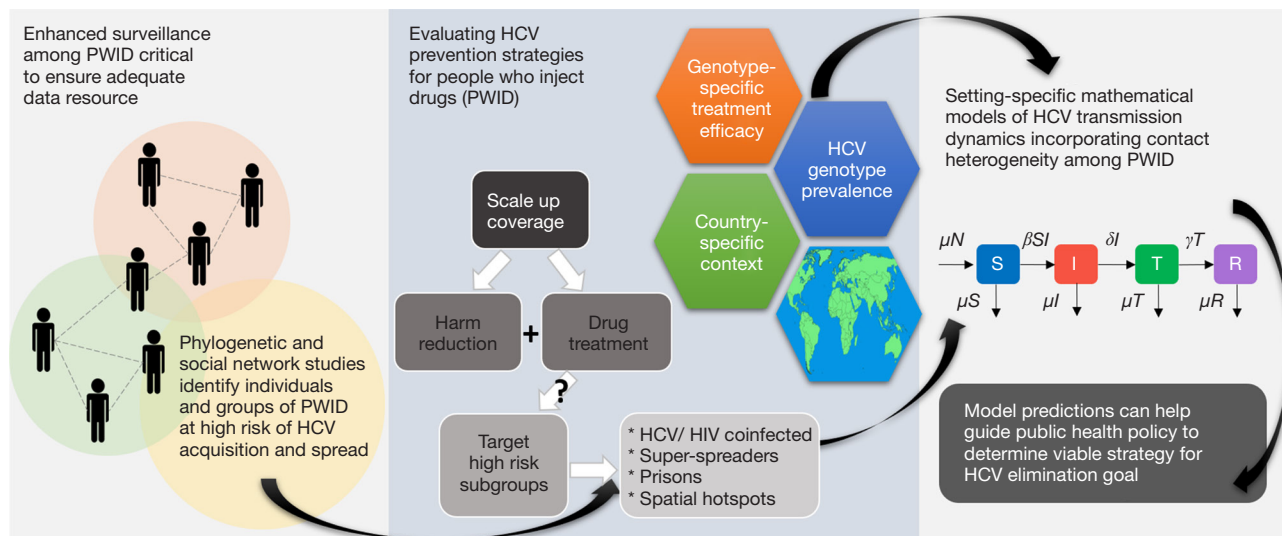 Enhanced surveillance
among PWID critical
to ensure adequate
data resource
Phylogenetic and
social network studies
identify individuals
and groups of PWID
at high risk of HCV
acquisition and spread
Evaluating HCV
prevention strategies
for people who inject
drugs (PWID)
Scale up
coverage
Harm
reduction
+
Drug
treatment
?
Target
high risk
subgroups
* HCV/ HIV coinfected
* Super-spreaders
* Prisons
* Spatial hotspots
Genotype-
specific
treatment
efficacy
HCV
genotype
prevalence
Country-
specific
context
Setting-specific mathematical
models of HCV transmission
dynamics incorporating contact
heterogeneity among PWID
μN S βSI I δI T γT R
μS μI μT μR
Model predictions can help
guide public health policy to
determine viable strategy for
HCV elimination goal